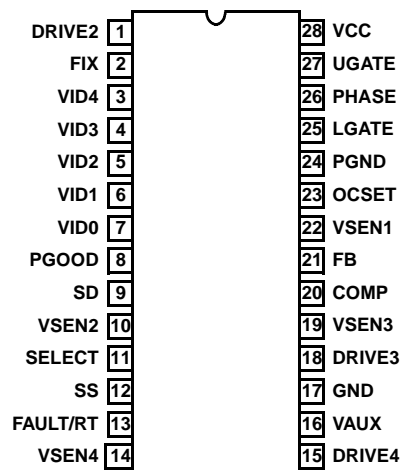 DRIVE2 1 28 VCC
FIX 2 27 UGATE
VID4 3 26 PHASE
VID3 4 25 LGATE
VID2 5 24 PGND
VID1 6 23 OCSET
VID0 7 22 VSEN1
PGOOD 8 21 FB
SD 9 20 COMP
VSEN2 10 19 VSEN3
SELECT 11 18 DRIVE3
SS 12 17 GND
FAULT/RT 13 16 VAUX
VSEN4 14 15 DRIVE4